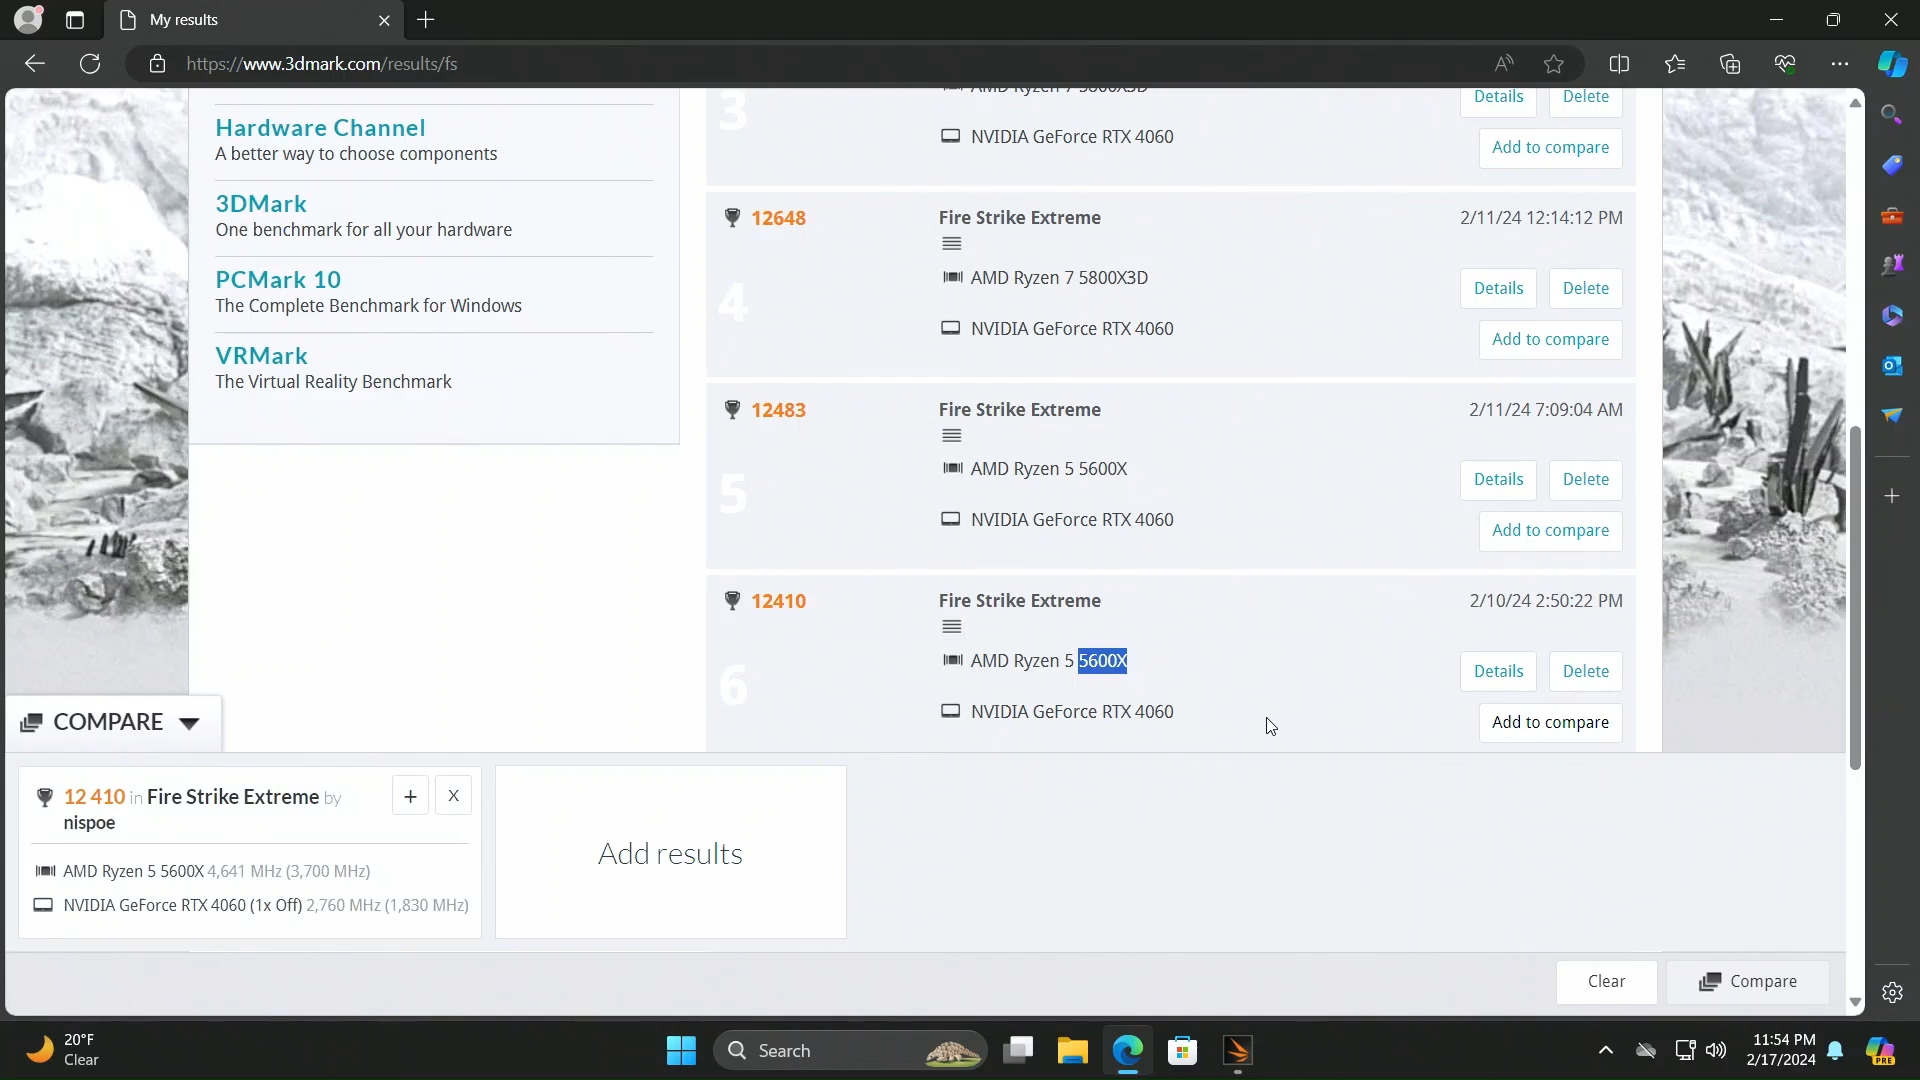 My results
https://www.3dmark.com/results/fs
Hardware Channel
A better way to choose components
3DMark
One benchmark for all your hardware
PCMark 10
The Complete Benchmark for Windows
VRMark
The Virtual Reality Benchmark
3
AMD Ryzen 7 5800X3D
NVIDIA GeForce RTX 4060
Details
Delete
Add to compare
12648
Fire Strike Extreme
2/11/24 12:14:12 PM
4
AMD Ryzen 7 5800X3D
NVIDIA GeForce RTX 4060
Details
Delete
Add to compare
12483
Fire Strike Extreme
2/11/24 7:09:04 AM
5
AMD Ryzen 5 5600X
NVIDIA GeForce RTX 4060
Details
Delete
Add to compare
12410
Fire Strike Extreme
2/10/24 2:50:22 PM
6
AMD Ryzen 5 5600X
NVIDIA GeForce RTX 4060
Details
Delete
Add to compare
COMPARE
12 410 in Fire Strike Extreme by
nispoe
+
X
AMD Ryzen 5 5600X 4,641 MHz (3,700 MHz)
NVIDIA GeForce RTX 4060 (1x Off) 2,760 MHz (1,830 MHz)
Add results
Clear
Compare
20°F
Clear
Search
11:54 PM
2/17/2024
PRE